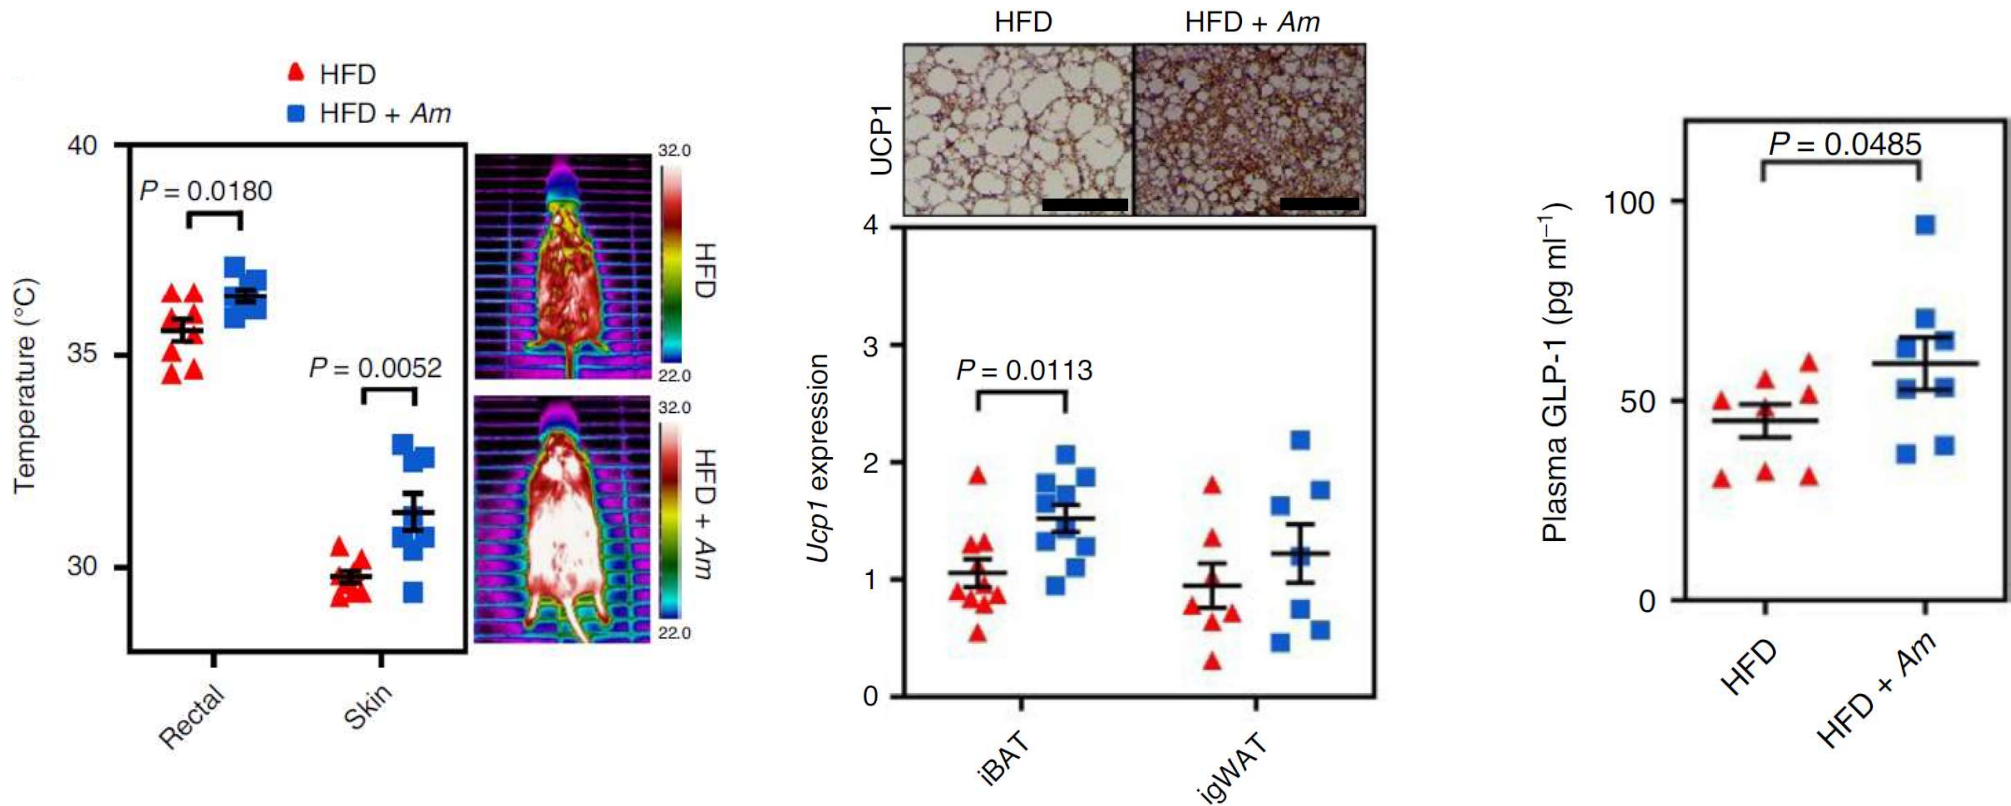 HFD
HFD + Am
Temperature (°C)
40
35
30
P = 0.0180
P = 0.0052
Rectal
Skin
32.0
22.0
HFD
32.0
22.0
HFD + Am
HFD
HFD + Am
UCP1
Ucp1 expression
4
3
2
1
0
P = 0.0113
iBAT
igWAT
Plasma GLP-1 (pg ml⁻¹)
100
50
0
P = 0.0485
HFD
HFD + Am